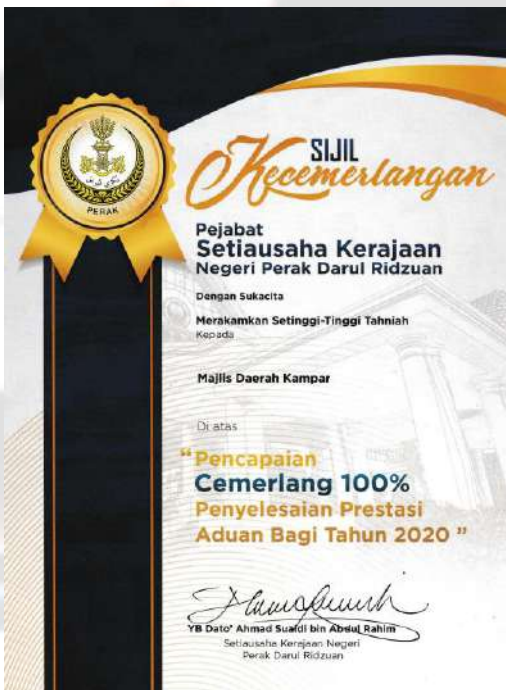 PERAK
SIJIL
Kecemerlangan
Pejabat
Setiausaha Kerajaan
Negeri Perak Darul Ridzuan
Dengan Sukacita
Merakamkan Setinggi-Tinggi Tahniah
Kepada
Majlis Daerah Kampar
Di atas
“Pencapaian
Cemerlang 100%
Penyelesaian Prestasi
Aduan Bagi Tahun 2020”
YB Dato' Ahmad Suaidi bin Abdul Rahim
Setiausaha Kerajaan Negeri
Perak Darul Ridzuan